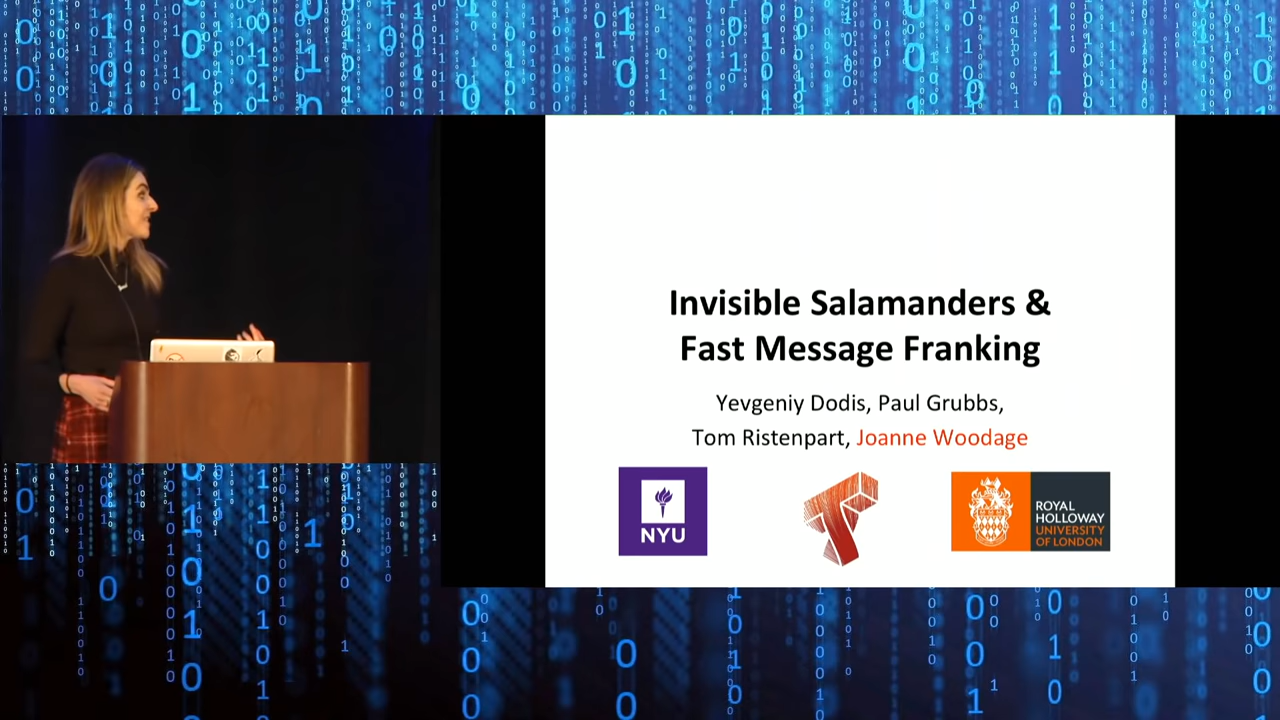 Invisible Salamanders &
Fast Message Franking
Yevgeniy Dodis, Paul Grubbs,
Tom Ristenpart, Joanne Woodage
NYU
ROYAL
HOLLOWAY
UNIVERSITY
OF LONDON